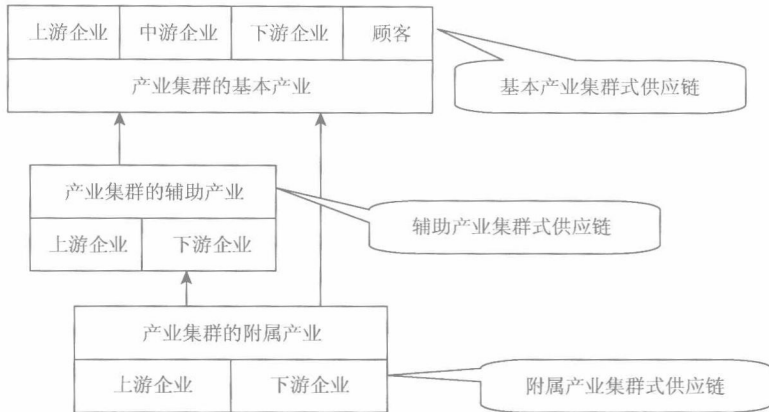 上游企业 中游企业 下游企业 顾客
产业集群的基本产业
基本产业集群式供应链
产业集群的辅助产业
上游企业 下游企业
辅助产业集群式供应链
产业集群的附属产业
上游企业 下游企业
附属产业集群式供应链